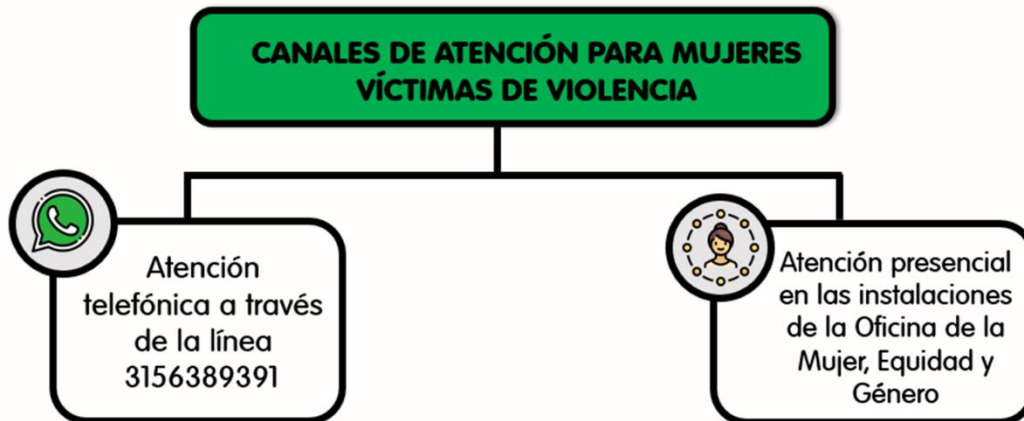 CANALES DE ATENCIÓN PARA MUJERES
VÍCTIMAS DE VIOLENCIA
Atención
telefónica a través
de la línea
3156389391
Atención presencial
en las instalaciones
de la Oficina de la
Mujer, Equidad y
Género